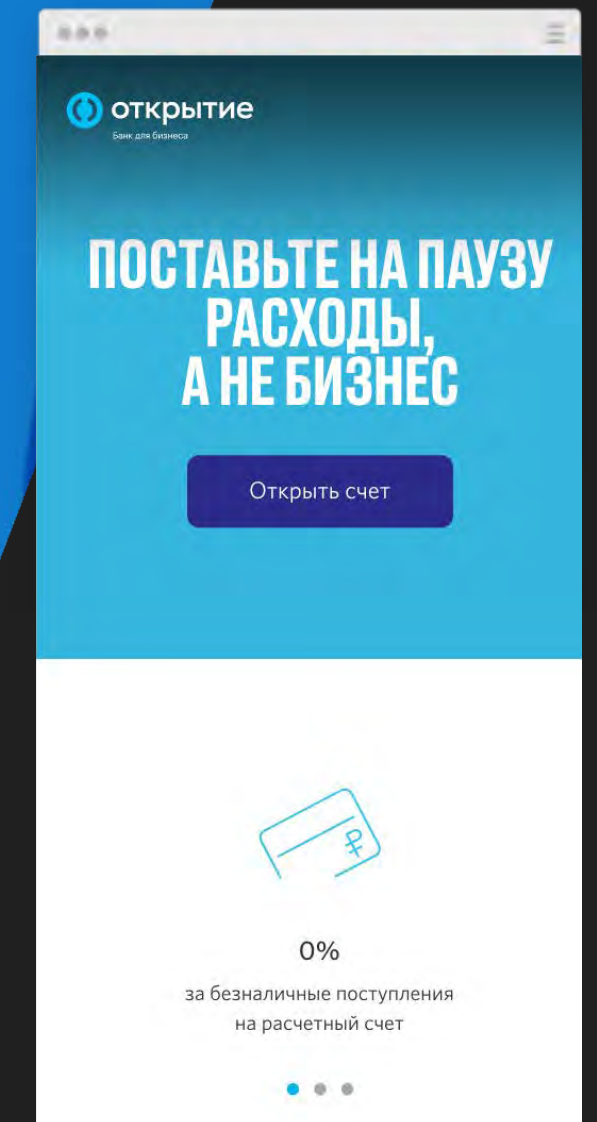 открытие
Банк для бизнеса
ПОСТАВЬТЕ НА ПАУЗУ
РАСХОДЫ,
А НЕ БИЗНЕС
Открыть счет
₽
0%
за безналичные поступления
на расчетный счет